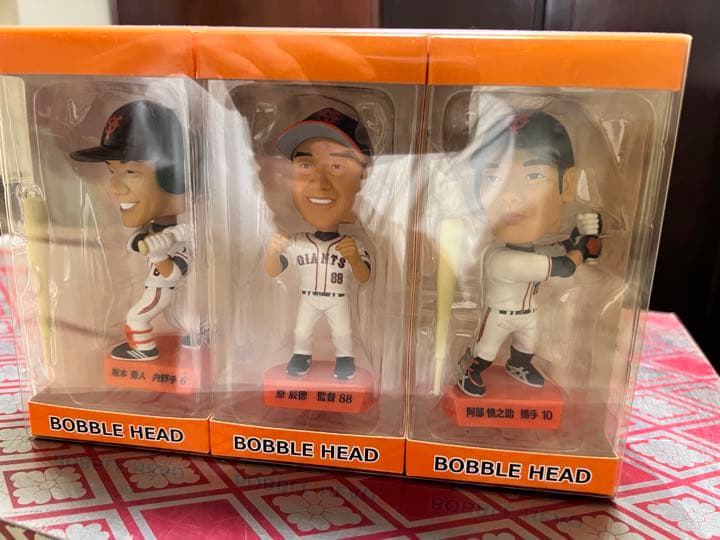 GIANTS
88
坂本 勇人 内野手 6
原 辰徳 監督 88
阿部 慎之助 捕手 10
BOBBLE HEAD
BOBBLE HEAD
BOBBLE HEAD